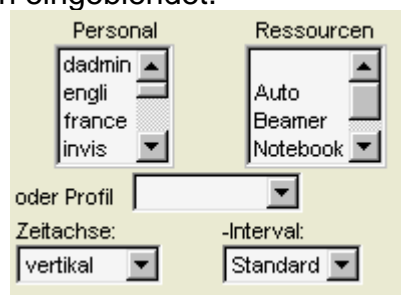 n eingeblendet.
Personal Ressourcen
dadmin
engli Auto
france Beamer
invis Notebook
oder Profil
Zeitachse: -Interval:
vertikal Standard